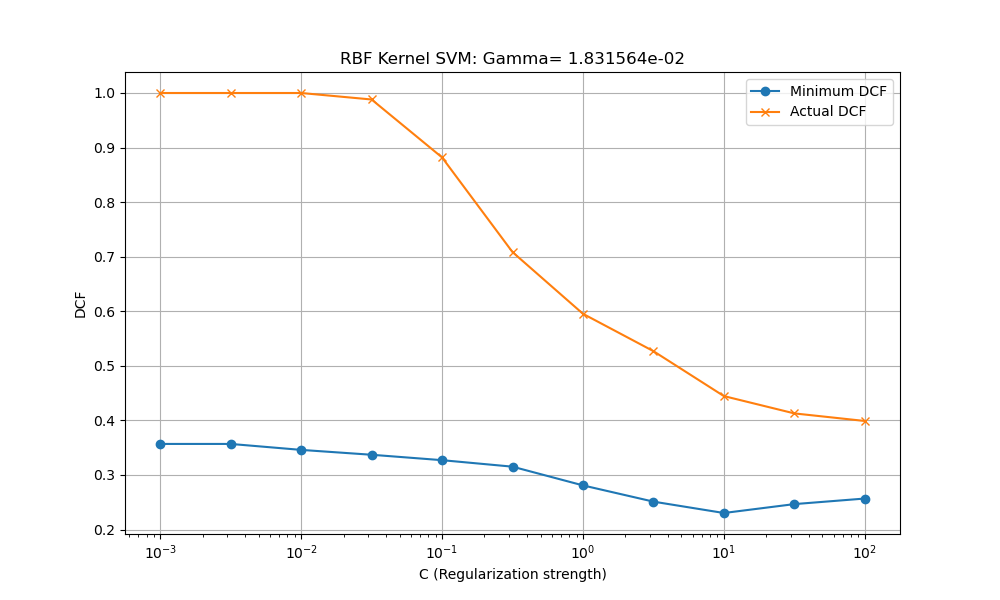 RBF Kernel SVM: Gamma= 1.831564e-02
Minimum DCF
Actual DCF
1.0
0.9
0.8
0.7
0.6
0.5
0.4
0.3
0.2
DCF
10⁻³ 10⁻² 10⁻¹ 10⁰ 10¹ 10²
C (Regularization strength)